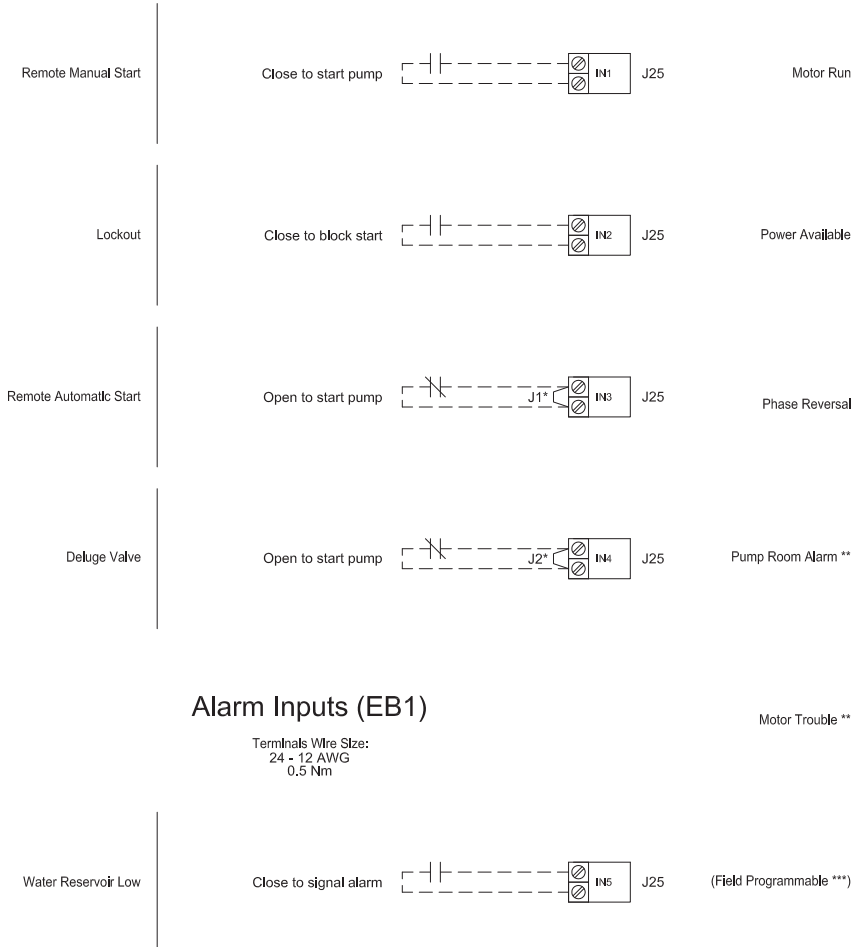 Remote Manual Start Close to start pump IN1 J25 Motor Run
Lockout Close to block start IN2 J25 Power Available
Remote Automatic Start Open to start pump J1* IN3 J25
Phase Reversal
Deluge Valve Open to start pump J2* IN4 J25 Pump Room Alarm **
Alarm Inputs (EB1)
Motor Trouble **
Terminals Wire Size:
24 - 12 AWG
0.5 Nm
Water Reservoir Low Close to signal alarm IN5 J25 (Field Programmable ***)